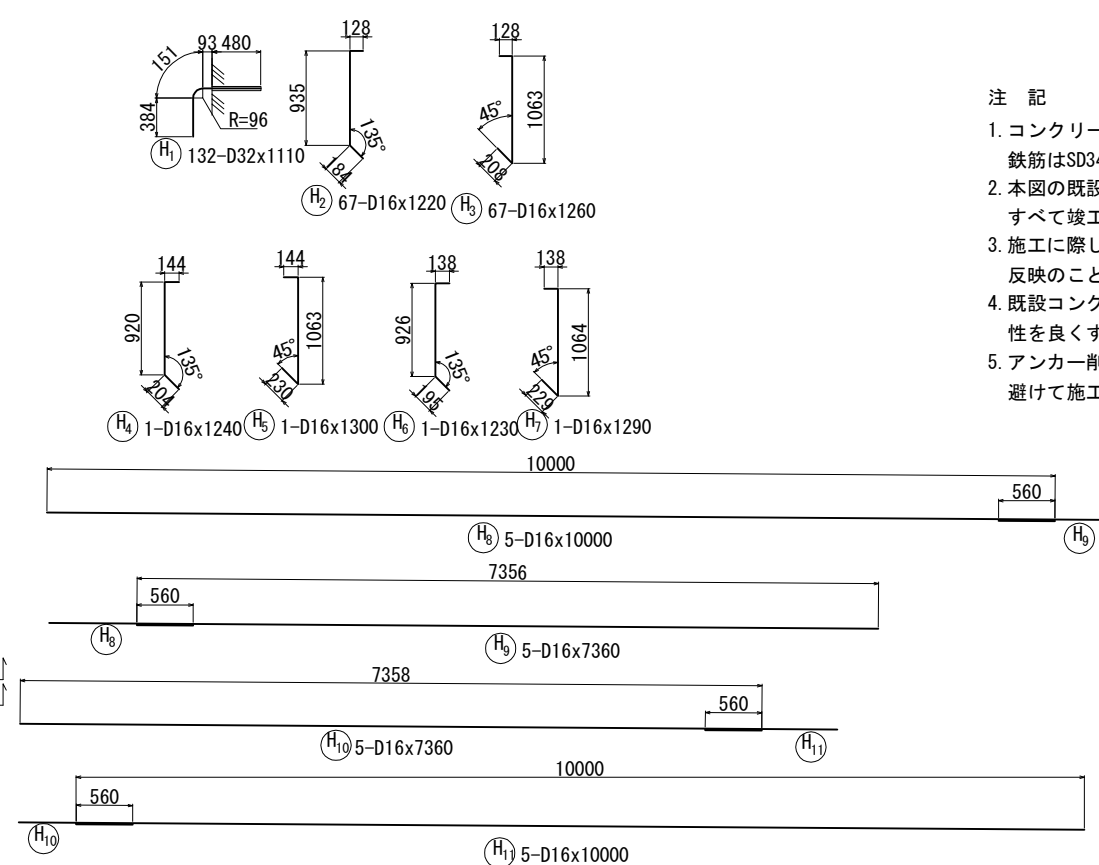 151
93 480
384
R=96
H1 132-D32x1110
128
935
135°
184
H2 67-D16x1220
128
45°
1063
208
H3 67-D16x1260
144
920
135°
204
H4 1-D16x1240
144
45°
1063
230
H5 1-D16x1300
138
926
135°
195
H6 1-D16x1230
138
45°
1064
229
H7 1-D16x1290
注 記
1. コンクリー
鉄筋はSD34
2. 本図の既設
すべて竣工
3. 施工に際し
反映のこと
4. 既設コンク
性を良くす
5. アンカー削
避けて施工
10000
560
H8 5-D16x10000
H9
7356
560
H8
H9 5-D16x7360
7358
560
H10 5-D16x7360
H11
10000
560
H10
H11 5-D16x10000